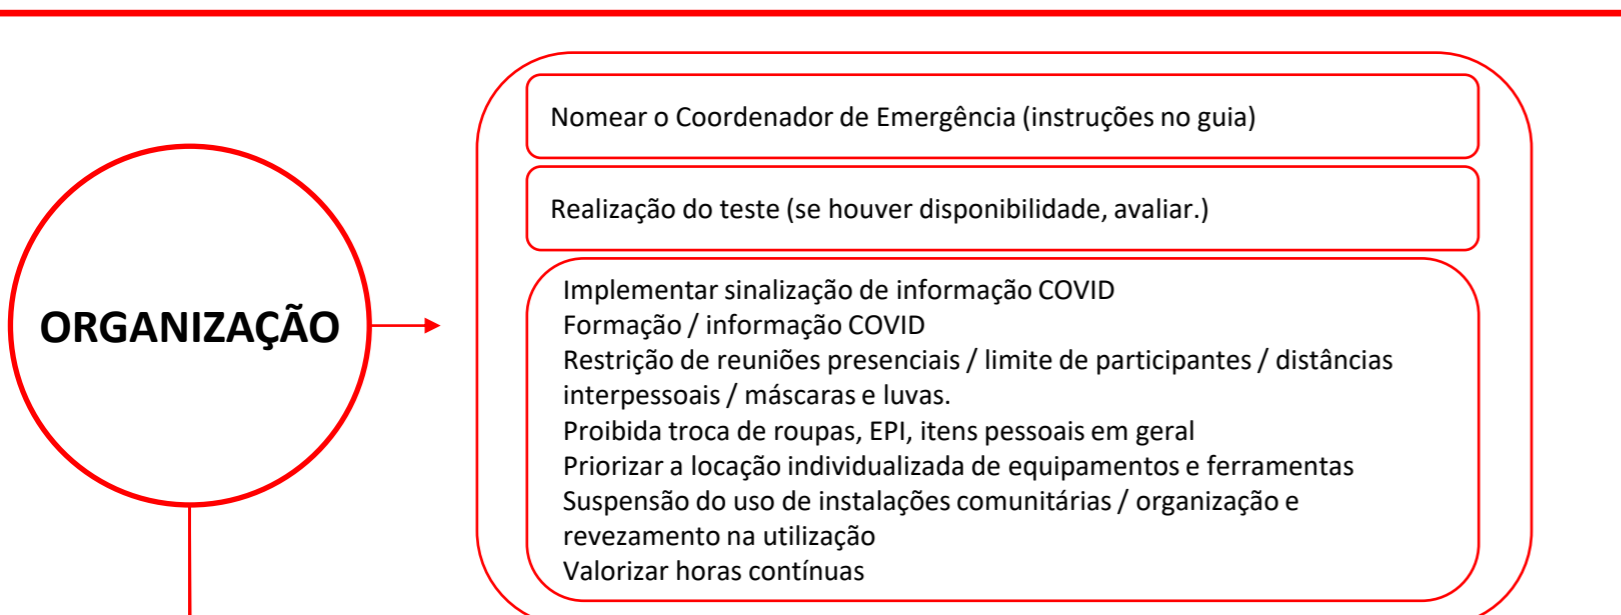 ORGANIZAÇÃO
Nomear o Coordenador de Emergência (instruções no guia)
Realização do teste (se houver disponibilidade, avaliar.)
Implementar sinalização de informação COVID
Formação / informação COVID
Restrição de reuniões presenciais / limite de participantes / distâncias
interpessoais / máscaras e luvas.
Proibida troca de roupas, EPI, itens pessoais em geral
Priorizar a locação individualizada de equipamentos e ferramentas
Suspensão do uso de instalações comunitárias / organização e
revezamento na utilização
Valorizar horas contínuas